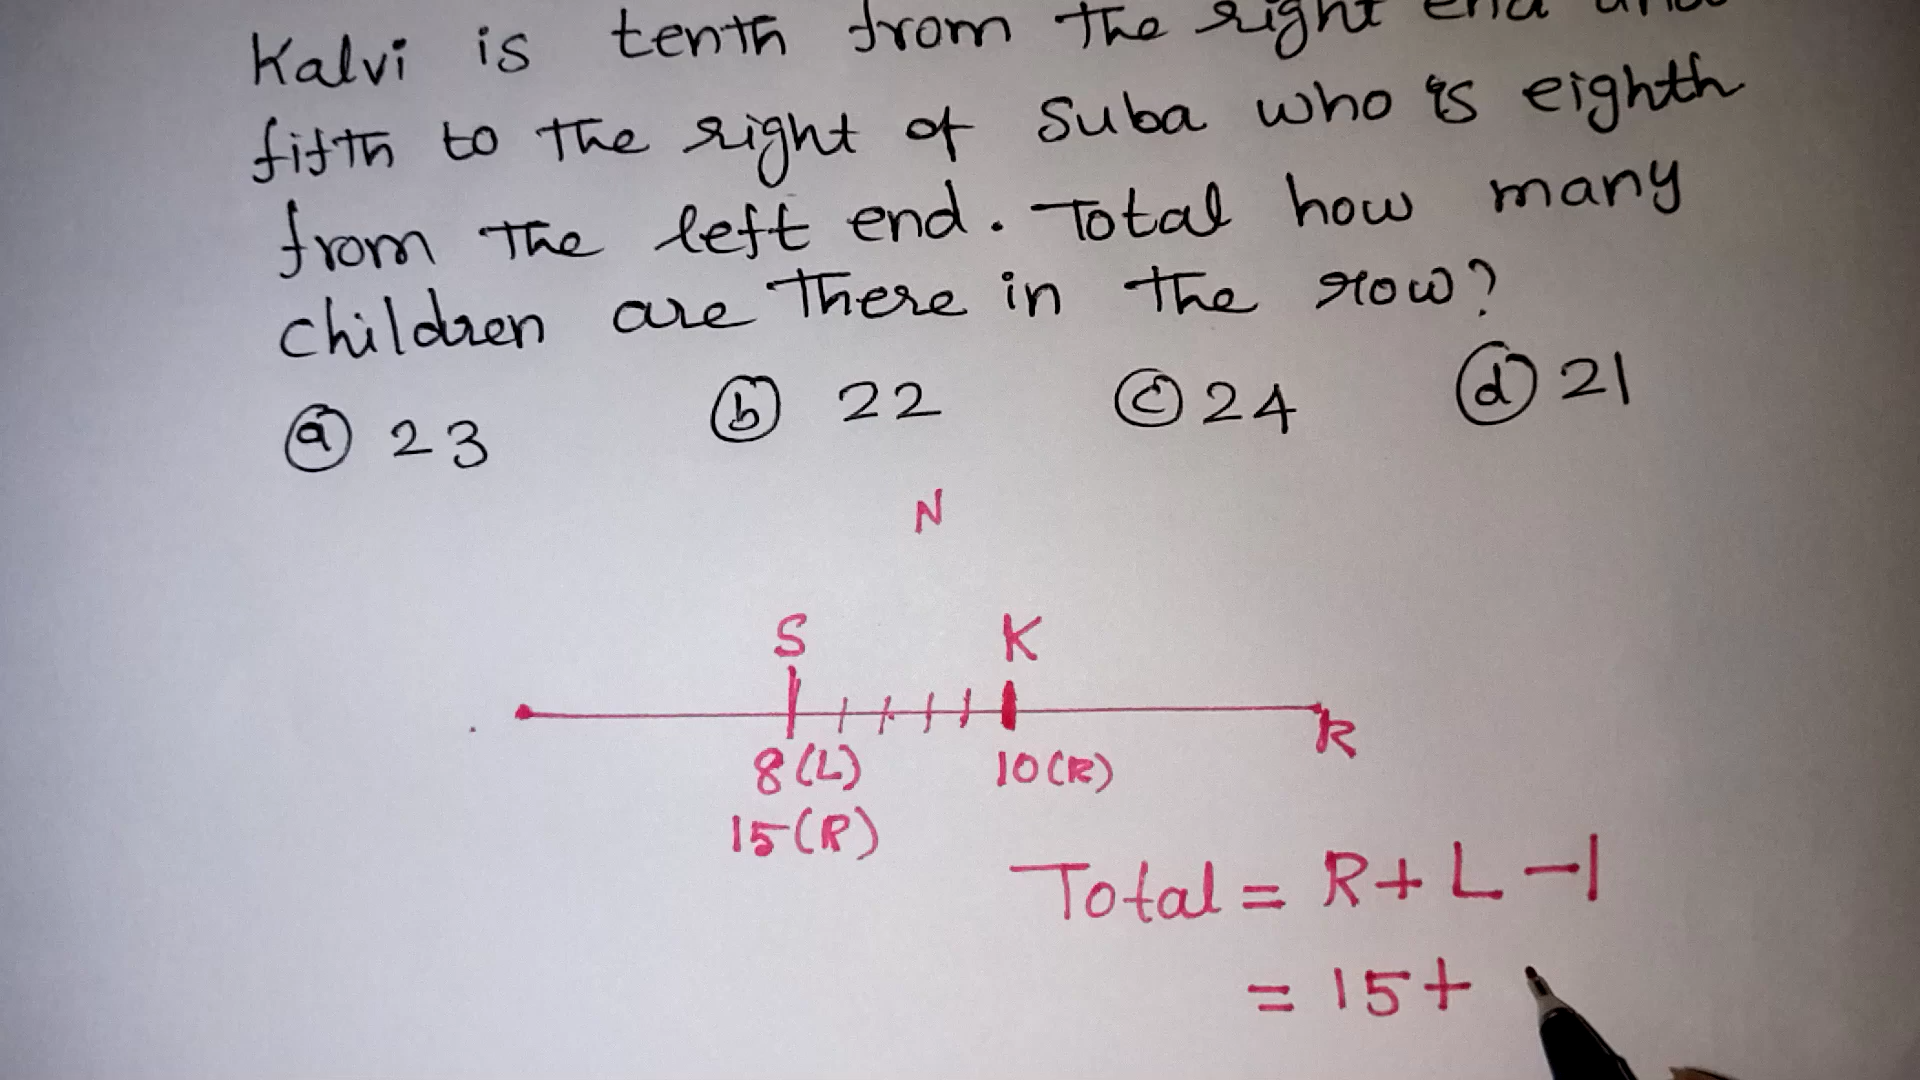 Kalvi is tenth from the right end and
fifth to the right of Suba who is eighth
from the left end. Total how many
children are there in the row?
(a) 23 (b) 22 (c) 24 (d) 21
N
S K
R
8(L) 10(R)
15(R)
Total = R+L-1
= 15+